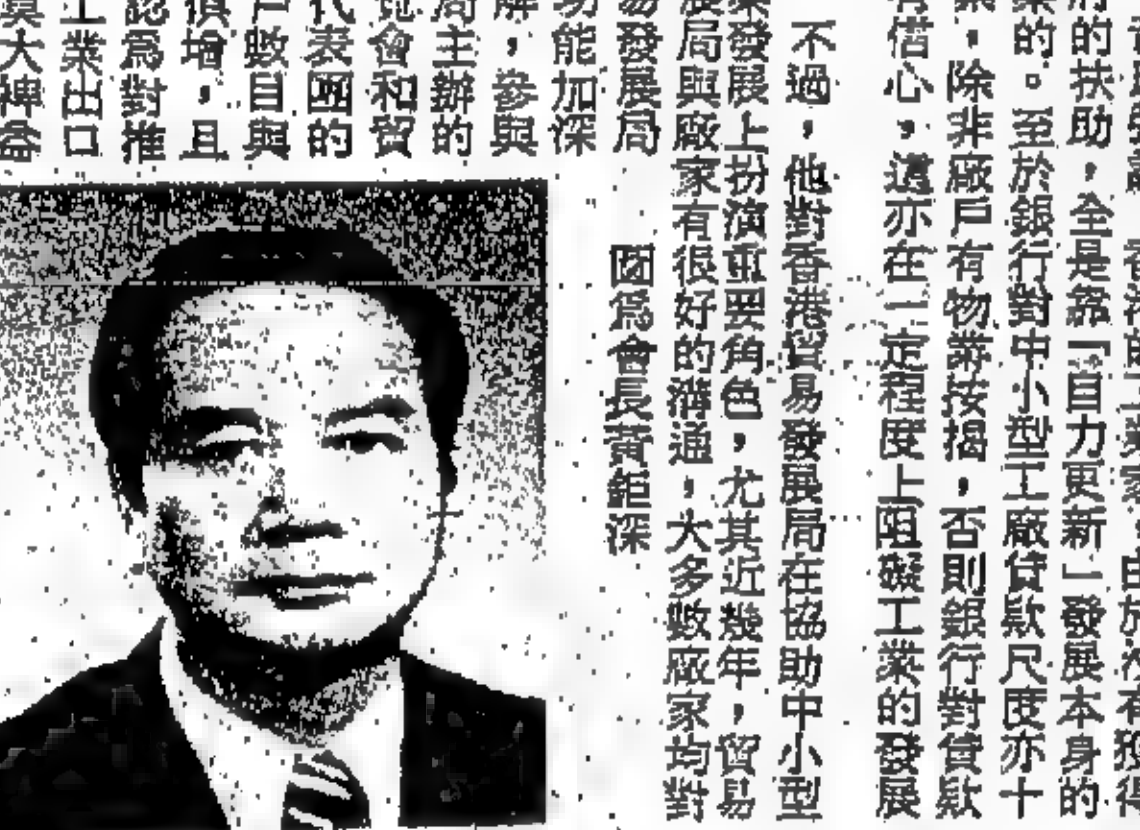 香港的工業家，由於沒有獲得
府的扶助，全是靠「自力更新」發展本身的
業的。至於銀行對中小型工廠貸款尺度亦十
，除非廠戶有物業按揭，否則銀行對貸款
有信心，這亦在一定程度上阻礙工業的發展
不過，他對香港貿易發展局在協助中小型
業發展上扮演重要角色，尤其近幾年，貿易
展局與廠家有很好的溝通，大多數廠家均對
易發展局
功能加深
解，參與
局主辦的
覽會和貿
代表團的
戶數目與
俱增，且
認爲對推
工業出口
莫大裨益
圖爲會長黃鉅深